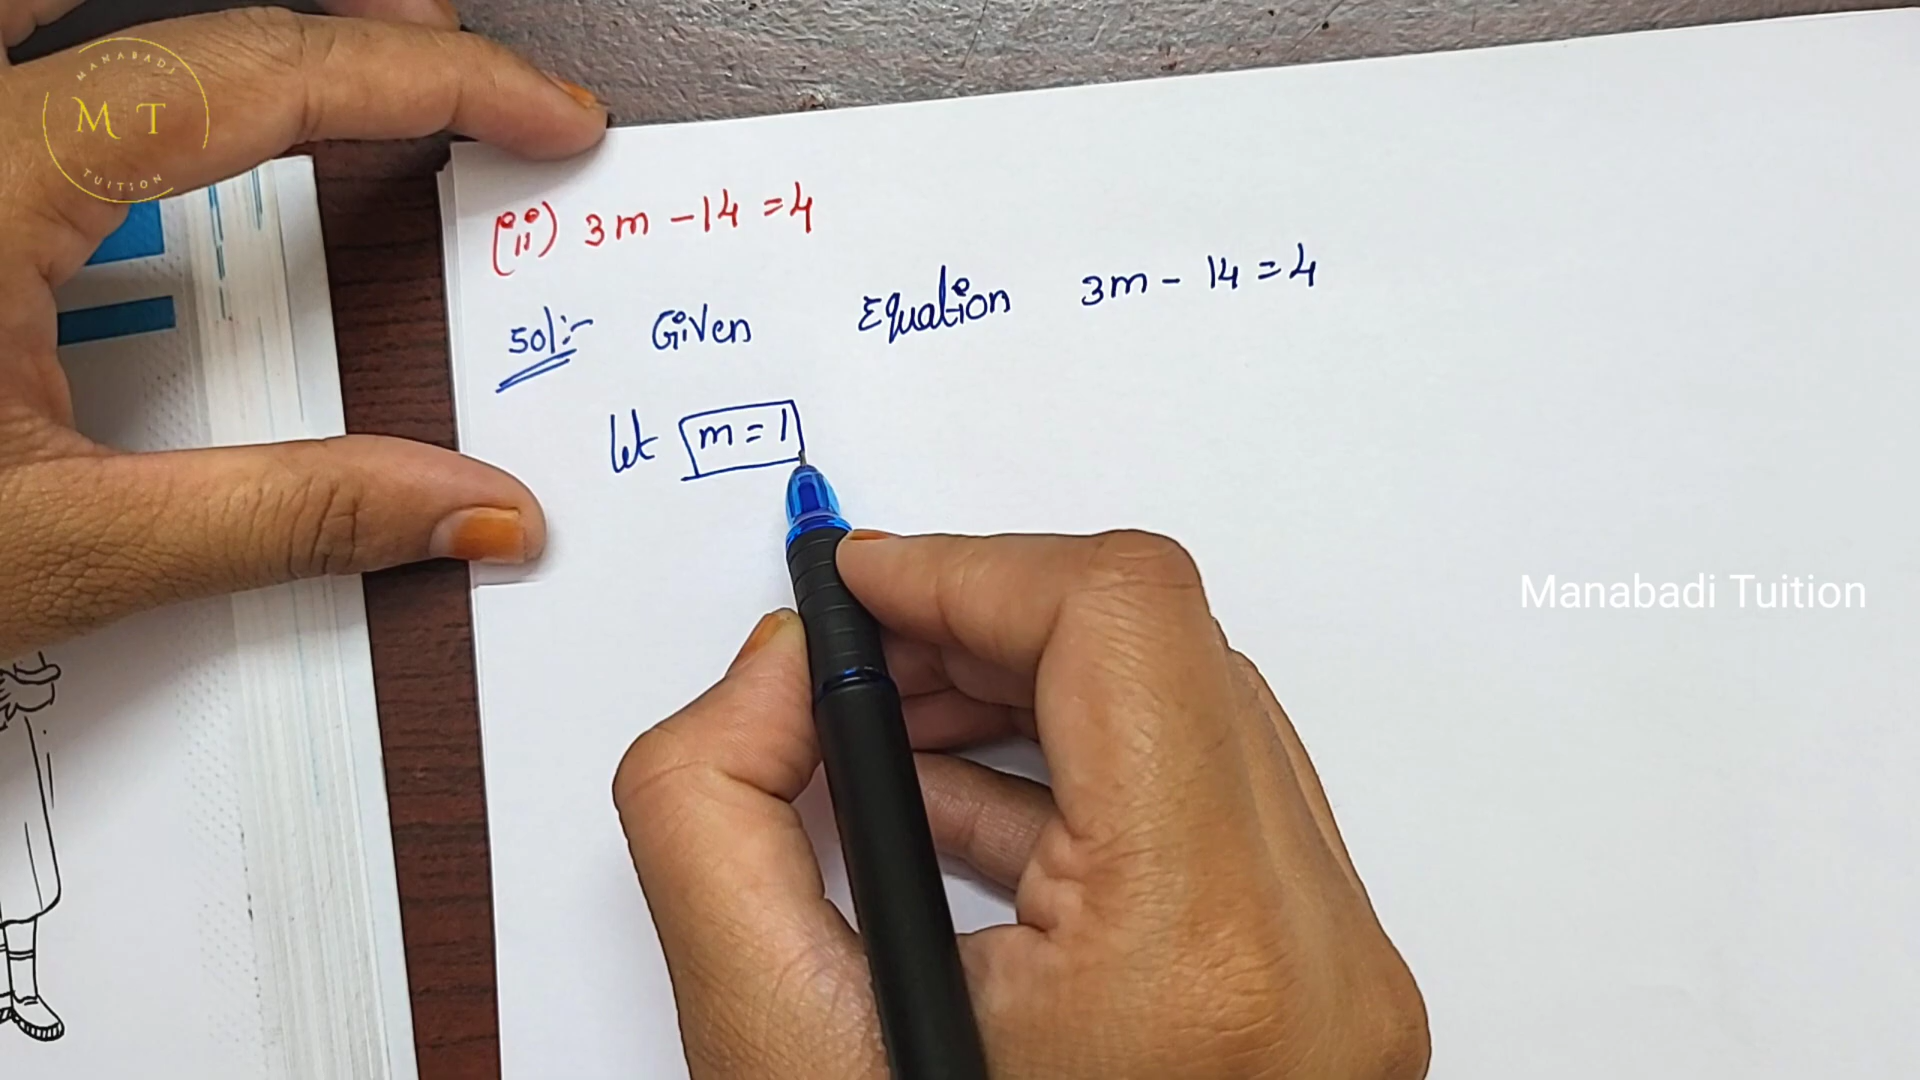 MANABADI
M T
TUITION
(ii) 3m - 14 = 4
Sol:- Given Equation 3m - 14 = 4
let m = 1
Manabadi Tuition